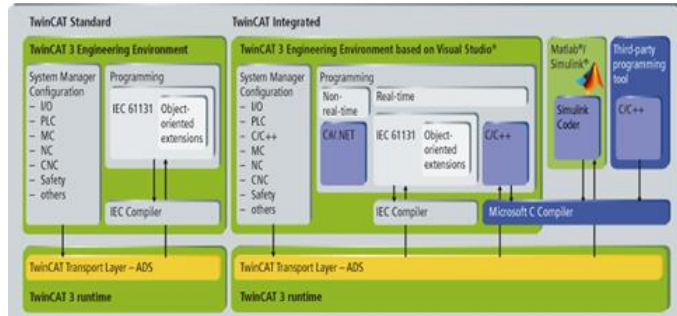 TwinCAT Standard
TwinCAT 3 Engineering Environment
System Manager
Configuration
– I/O
– PLC
– MC
– NC
– CNC
– Safety
– others
Programming
IEC 61131
Object-
oriented
extensions
IEC Compiler
TwinCAT Transport Layer – ADS
TwinCAT 3 runtime
TwinCAT Integrated
TwinCAT 3 Engineering Environment based on Visual Studio®
System Manager
Configuration
– I/O
– PLC
– C/C++
– MC
– NC
– CNC
– Safety
– others
Programming
Non-
real-time
Real-time
C#/.NET
IEC 61131
Object-
oriented
extensions
C/C++
IEC Compiler
Matlab®/
Simulink®
Simulink
Coder
Third-party
programming
tool
C/C++
Microsoft C Compiler
TwinCAT Transport Layer – ADS
TwinCAT 3 runtime